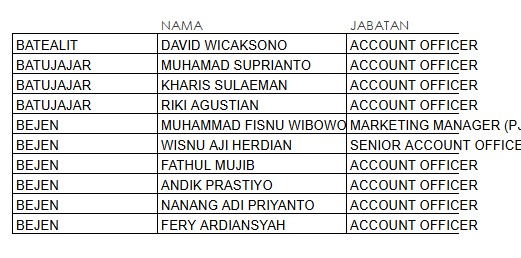 NAMA JABATAN
BATEALIT DAVID WICAKSONO ACCOUNT OFFICER
BATUJAJAR MUHAMAD SUPRIANTO ACCOUNT OFFICER
BATUJAJAR KHARIS SULAEMAN ACCOUNT OFFICER
BATUJAJAR RIKI AGUSTIAN ACCOUNT OFFICER
BEJEN MUHAMMAD FISNU WIBOWO MARKETING MANAGER (PJ
BEJEN WISNU AJI HERDIAN SENIOR ACCOUNT OFFICE
BEJEN FATHUL MUJIB ACCOUNT OFFICER
BEJEN ANDIK PRASTIYO ACCOUNT OFFICER
BEJEN NANANG ADI PRIYANTO ACCOUNT OFFICER
BEJEN FERY ARDIANSYAH ACCOUNT OFFICER